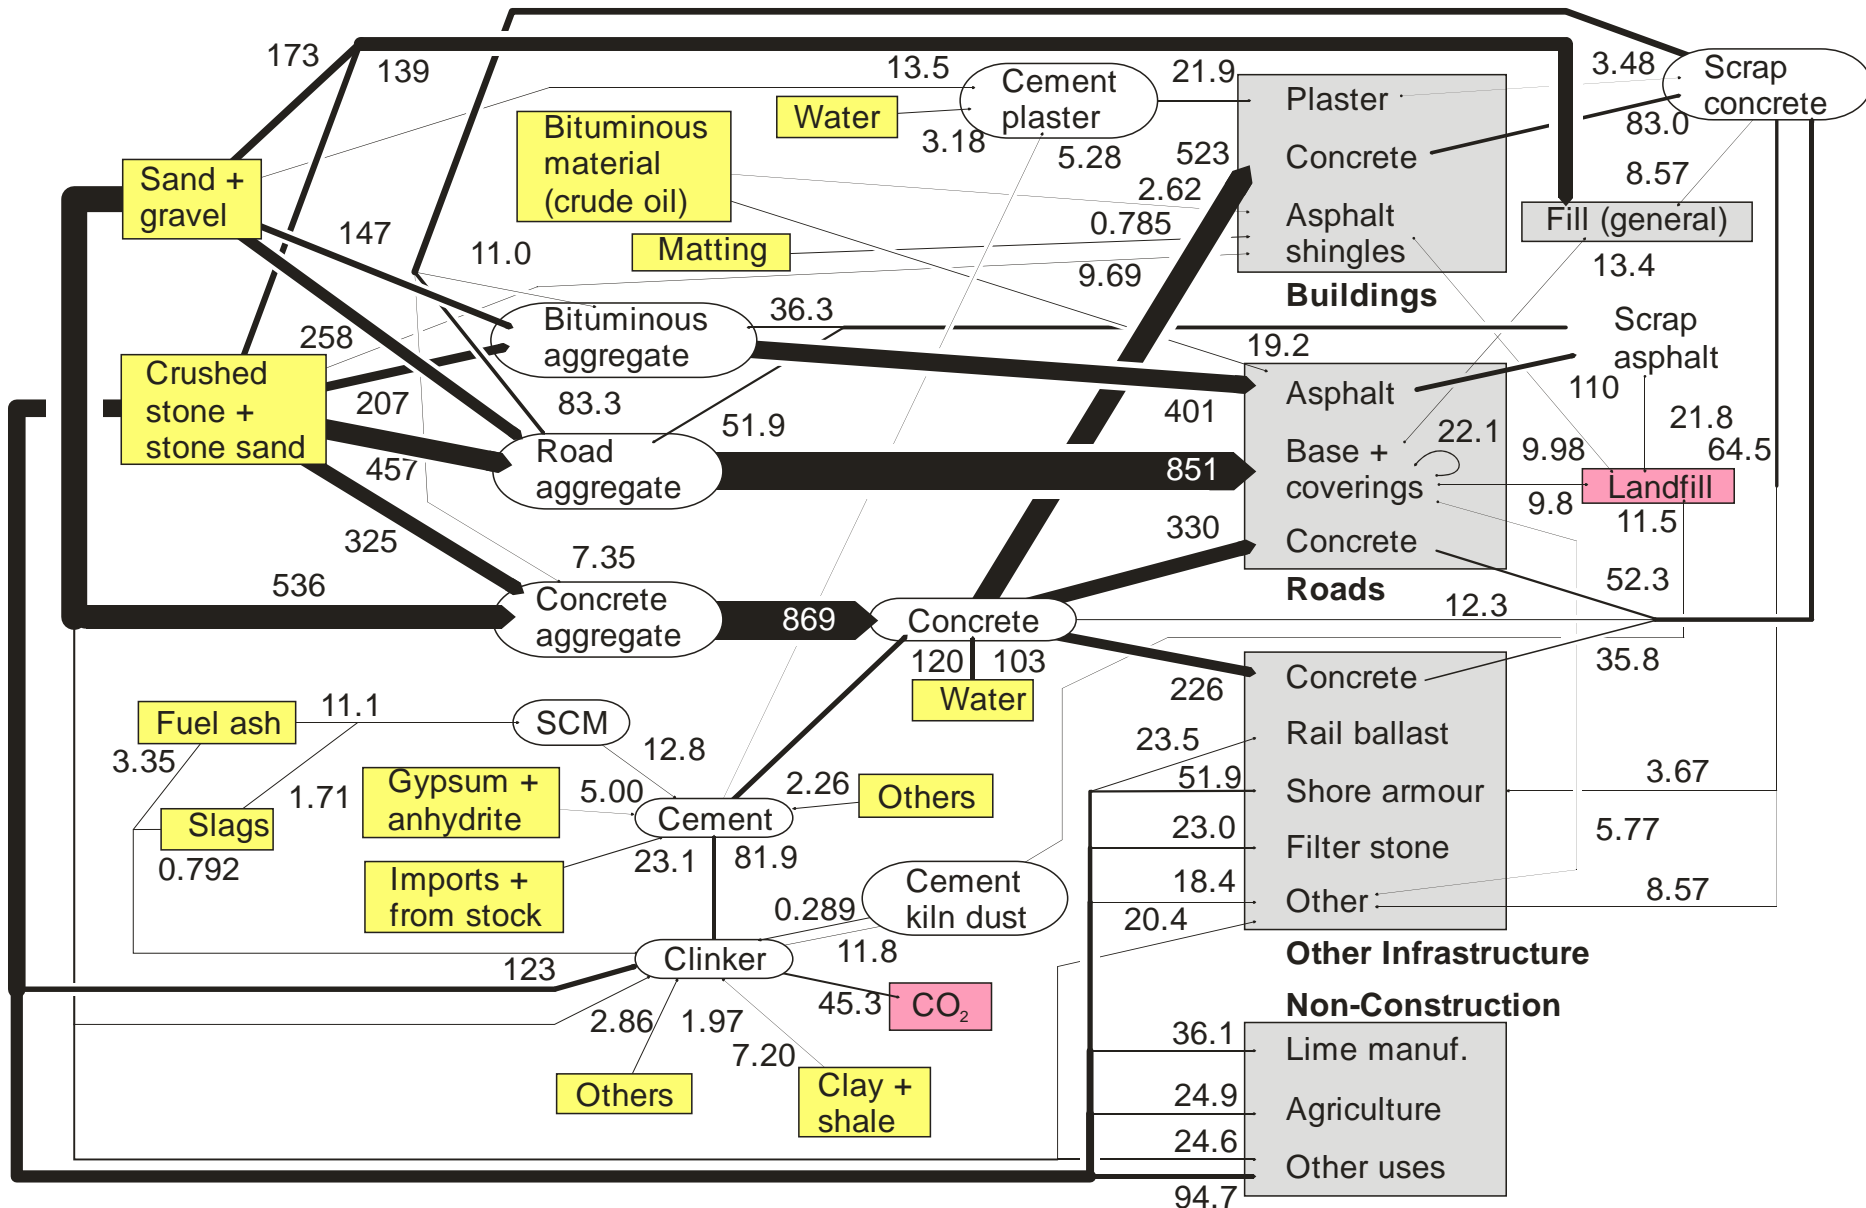 173
139
13.5
Cement
plaster
21.9
3.48
Scrap
concrete
Water
3.18
5.28
Bituminous
material
(crude oil)
Plaster
Concrete
Asphalt
shingles
Buildings
523
2.62
0.785
9.69
83.0
8.57
Fill (general)
13.4
Sand +
gravel
147
11.0
Matting
Bituminous
aggregate
36.3
258
Crushed
stone +
stone sand
207
83.3
457
Road
aggregate
51.9
19.2
401
851
Asphalt
Base +
coverings
Concrete
Roads
22.1
Scrap
asphalt
110
21.8
64.5
9.98
9.8
Landfill
11.5
325
7.35
536
Concrete
aggregate
869
Concrete
330
120
103
Water
226
52.3
12.3
35.8
Fuel ash
11.1
SCM
3.35
1.71
12.8
Gypsum +
anhydrite
5.00
2.26
Others
Slags
0.792
Cement
23.1
81.9
Imports +
from stock
Cement
kiln dust
0.289
11.8
Clinker
123
45.3
CO2
2.86
1.97
7.20
Others
Clay +
shale
Concrete
Rail ballast
Shore armour
Filter stone
Other
Other Infrastructure
23.5
51.9
23.0
18.4
20.4
3.67
5.77
8.57
Non-Construction
36.1
Lime manuf.
24.9
Agriculture
24.6
Other uses
94.7